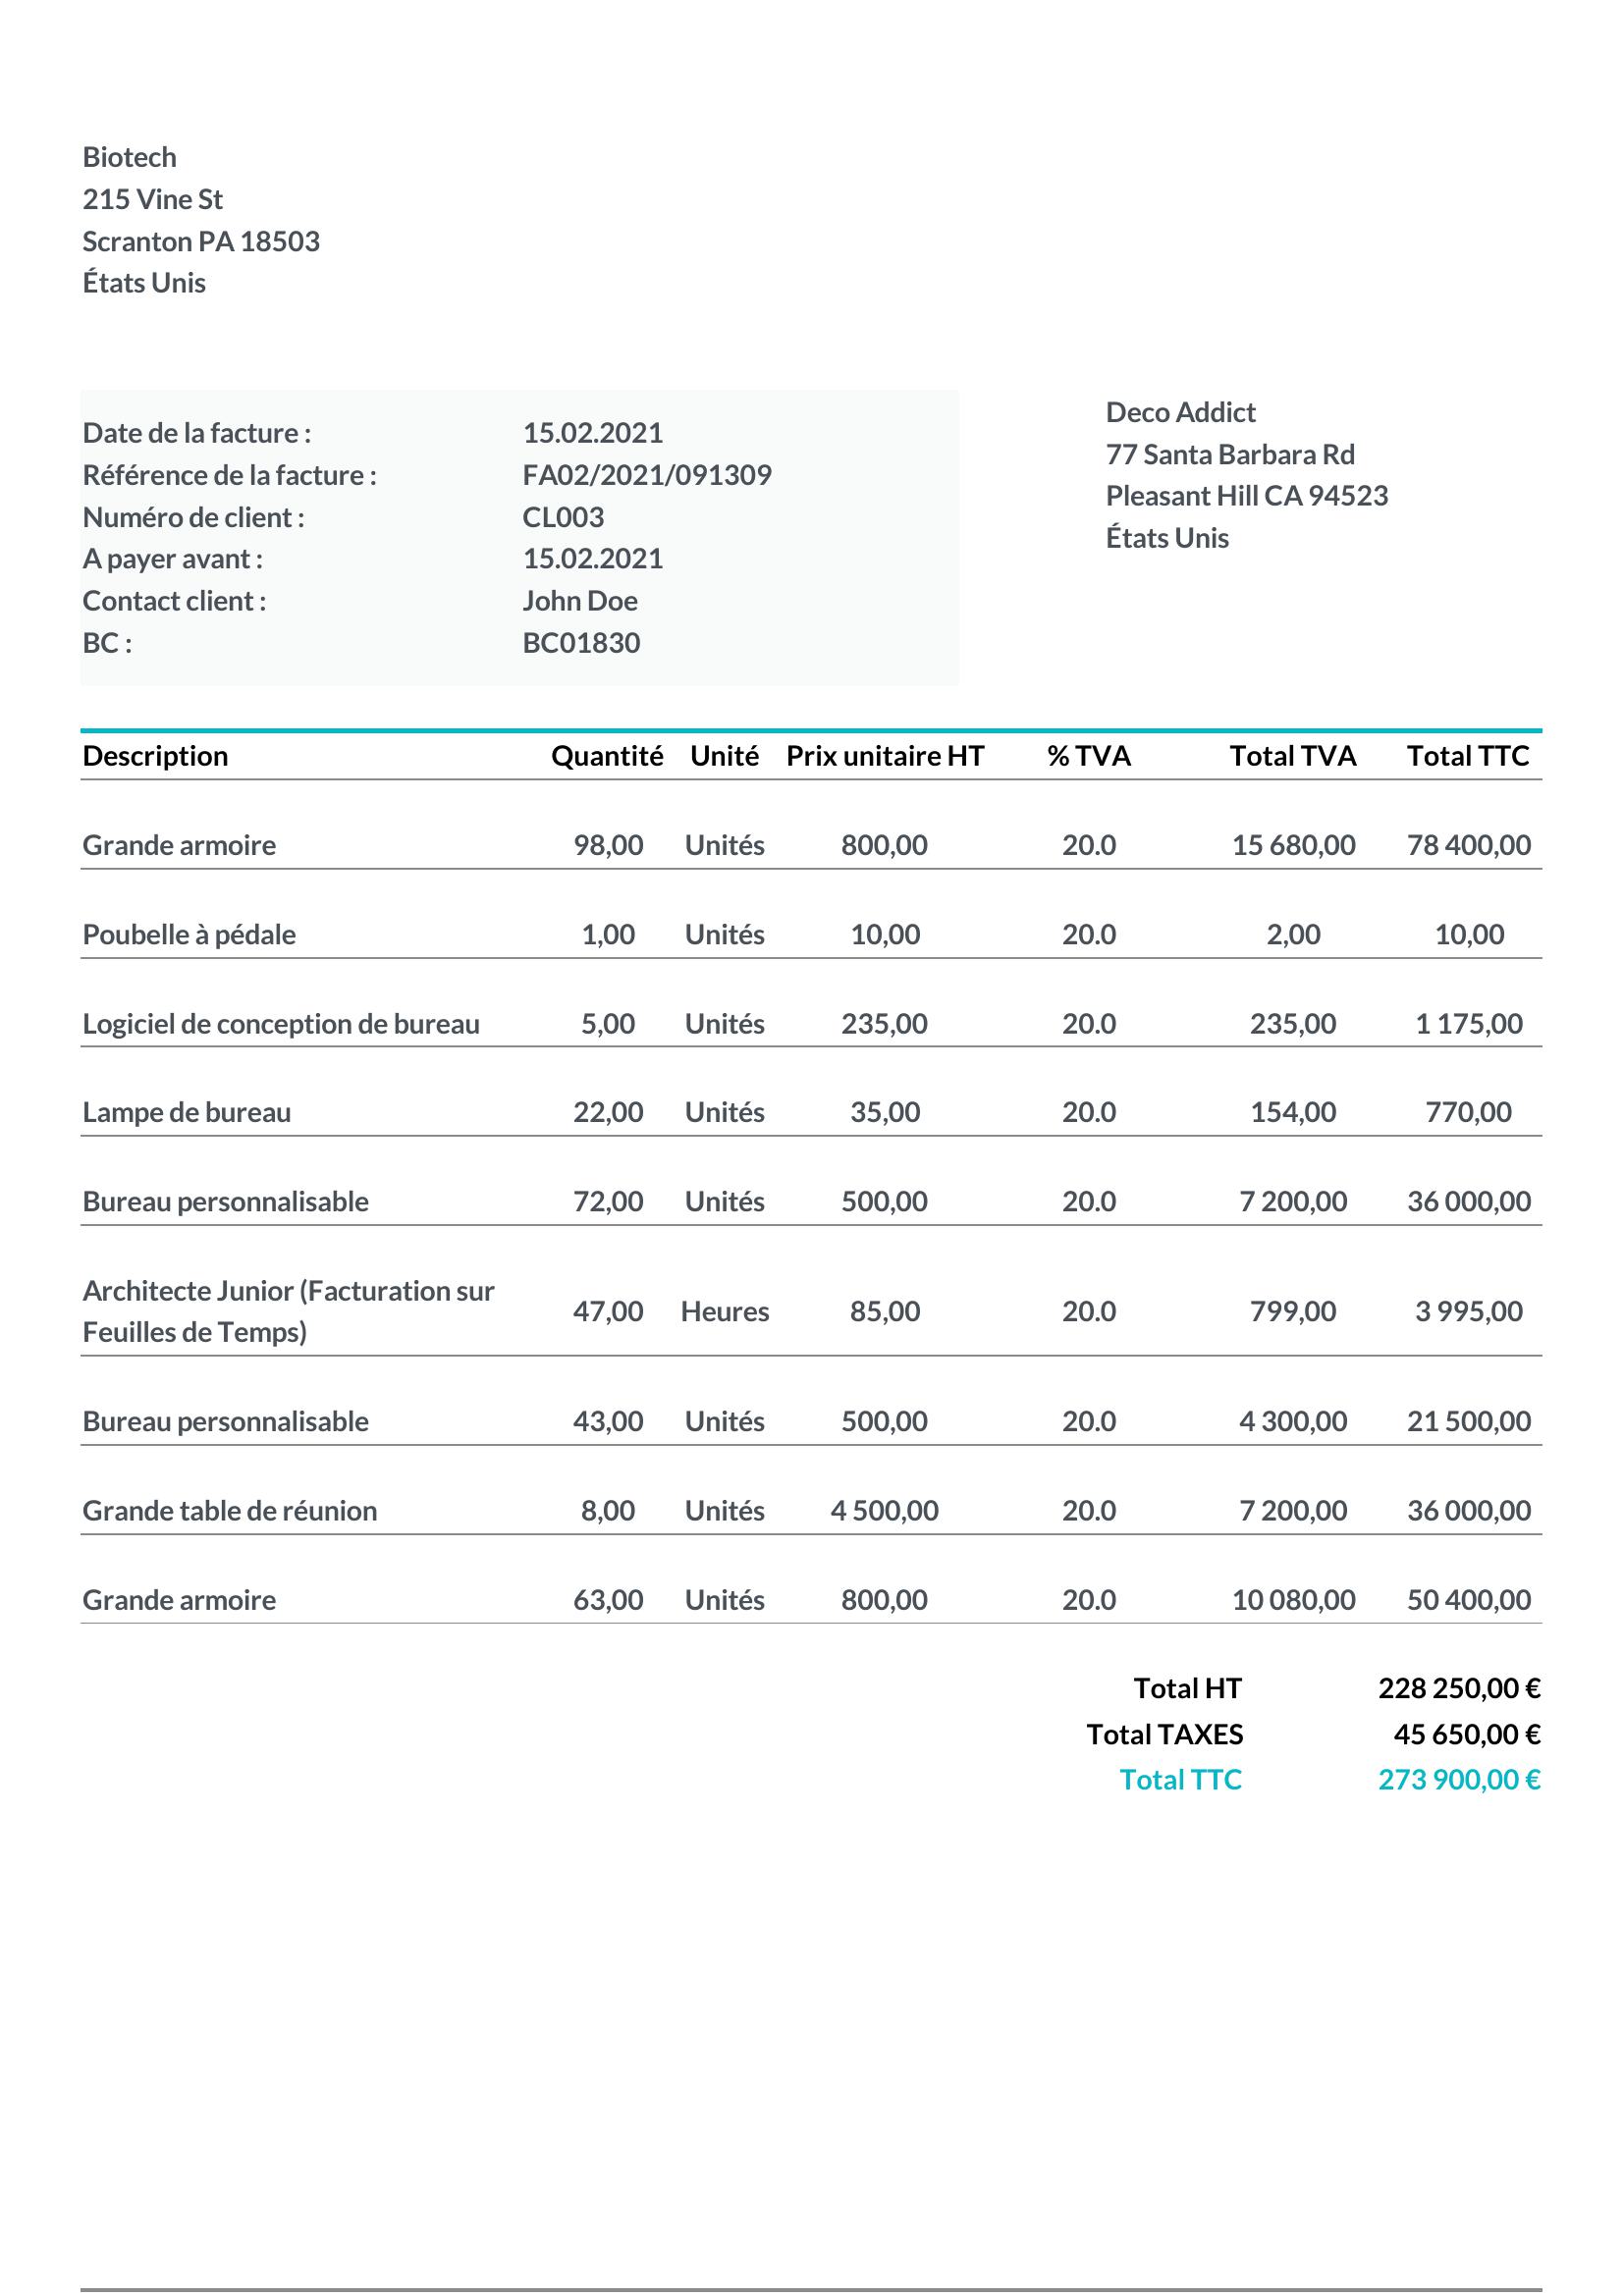 Biotech
215 Vine St
Scranton PA 18503
États Unis
Date de la facture : 15.02.2021
Référence de la facture : FA02/2021/091309
Numéro de client : CL003
A payer avant : 15.02.2021
Contact client : John Doe
BC : BC01830
Deco Addict
77 Santa Barbara Rd
Pleasant Hill CA 94523
États Unis
Description Quantité Unité Prix unitaire HT % TVA Total TVA Total TTC
Grande armoire 98,00 Unités 800,00 20.0 15 680,00 78 400,00
Poubelle à pédale 1,00 Unités 10,00 20.0 2,00 10,00
Logiciel de conception de bureau 5,00 Unités 235,00 20.0 235,00 1 175,00
Lampe de bureau 22,00 Unités 35,00 20.0 154,00 770,00
Bureau personnalisable 72,00 Unités 500,00 20.0 7 200,00 36 000,00
Architecte Junior (Facturation sur
Feuilles de Temps) 47,00 Heures 85,00 20.0 799,00 3 995,00
Bureau personnalisable 43,00 Unités 500,00 20.0 4 300,00 21 500,00
Grande table de réunion 8,00 Unités 4 500,00 20.0 7 200,00 36 000,00
Grande armoire 63,00 Unités 800,00 20.0 10 080,00 50 400,00
Total HT 228 250,00 €
Total TAXES 45 650,00 €
Total TTC 273 900,00 €